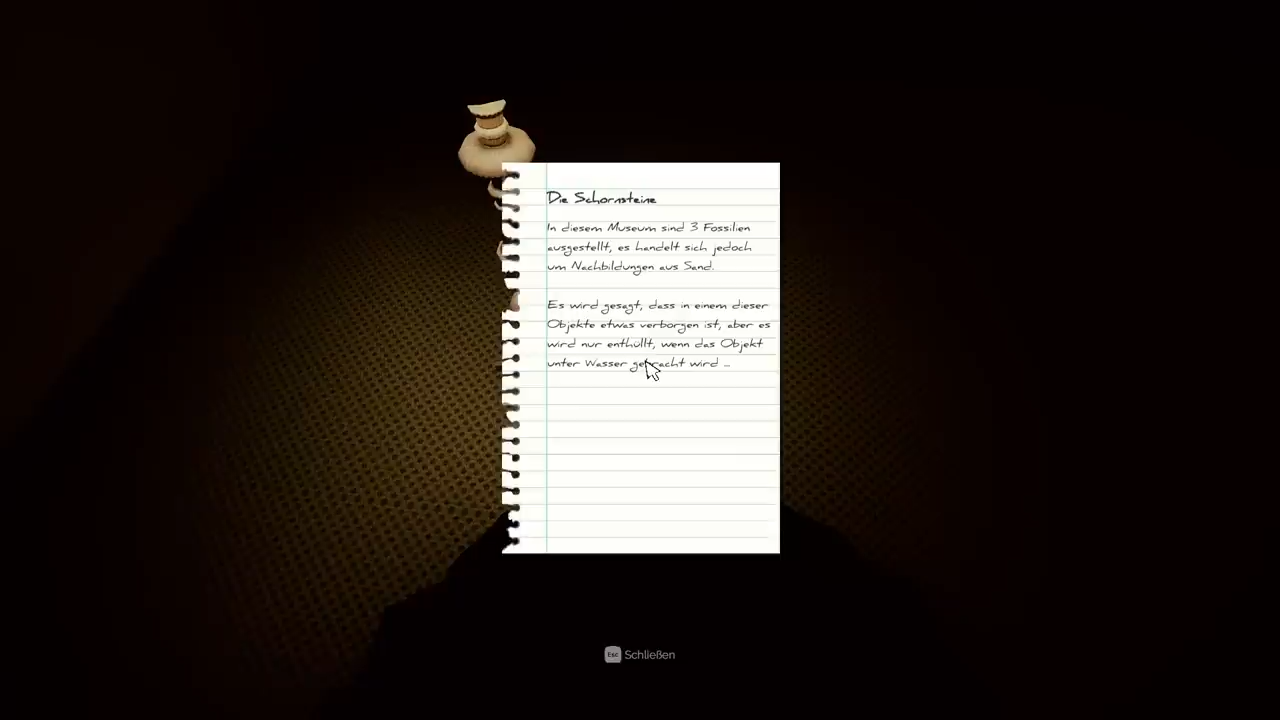 Die Schornsteine
In diesem Museum sind 3 Fossilien
ausgestellt, es handelt sich jedoch
um Nachbildungen aus Sand.
Es wird gesagt, dass in einem dieser
Objekte etwas verborgen ist, aber es
wird nur enthüllt, wenn das Objekt
unter Wasser gebracht wird ...
Esc Schließen